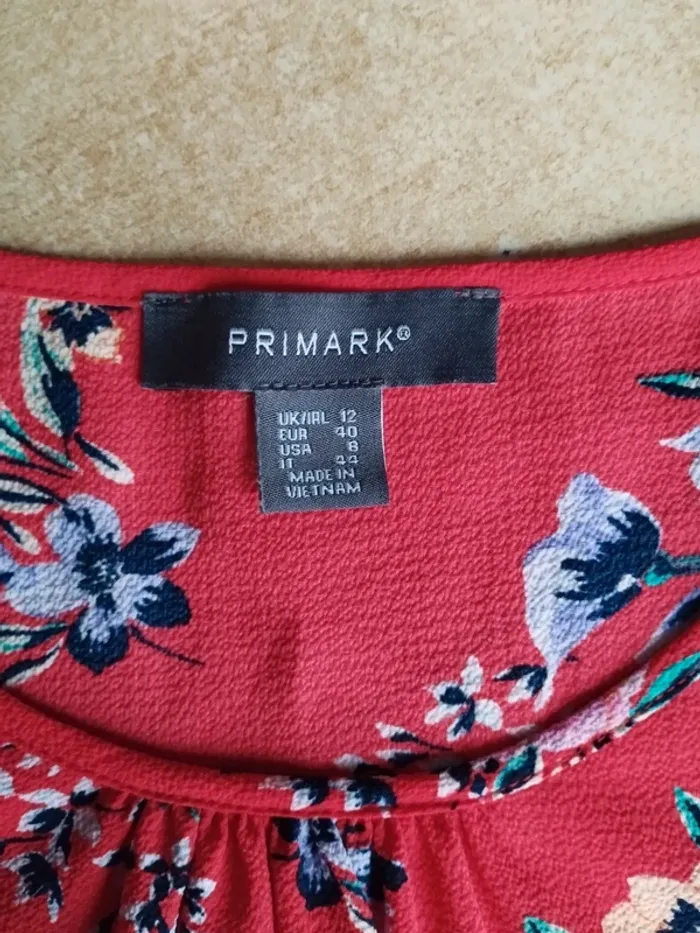 PRIMARK®
UK/IRL 12
EUR 40
USA 8
IT 44
MADE IN
VIETNAM